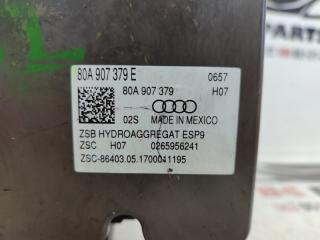 80A 907 379 E 0657
80A 907 379 H07
02S MADE IN MEXICO
ZSB HYDROAGGREGAT ESP9
ZSC H07 0265956241
ZSC-86403.05.1700011195